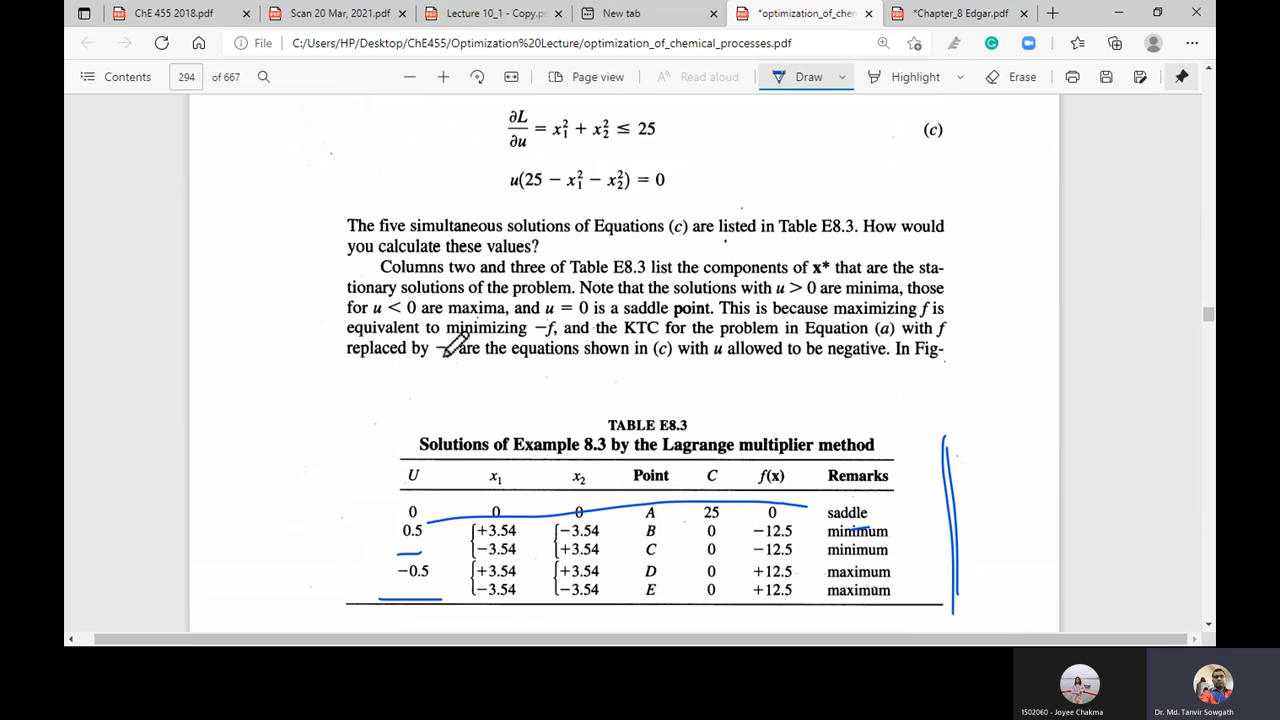 ChE 455 2018.pdf
Scan 20 Mar, 2021.pdf
Lecture 10_1 - Copy.p
New tab
*optimization_of_chem
*Chapter_8 Edgar.pdf
File
C:/Users/HP/Desktop/ChE455/Optimization%20Lecture/optimization_of_chemical_processes.pdf
Contents
294 of 667
Page view
Read aloud
Draw
Highlight
Erase
∂L/∂u = x₁² + x₂² ≤ 25 (c)
u(25 − x₁² − x₂²) = 0
The five simultaneous solutions of Equations (c) are listed in Table E8.3. How would
you calculate these values?
Columns two and three of Table E8.3 list the components of x* that are the sta-
tionary solutions of the problem. Note that the solutions with u > 0 are minima, those
for u < 0 are maxima, and u = 0 is a saddle point. This is because maximizing f is
equivalent to minimizing −f, and the KTC for the problem in Equation (a) with f
replaced by − are the equations shown in (c) with u allowed to be negative. In Fig-
TABLE E8.3
Solutions of Example 8.3 by the Lagrange multiplier method
U x₁ x₂ Point C f(x) Remarks
0 0 0 A 25 0 saddle
0.5 +3.54 −3.54 B 0 −12.5 minimum
−3.54 +3.54 C 0 −12.5 minimum
−0.5 +3.54 +3.54 D 0 +12.5 maximum
−3.54 −3.54 E 0 +12.5 maximum
1502060 - Joyee Chakma
Dr. Md. Tanvir Sowgath